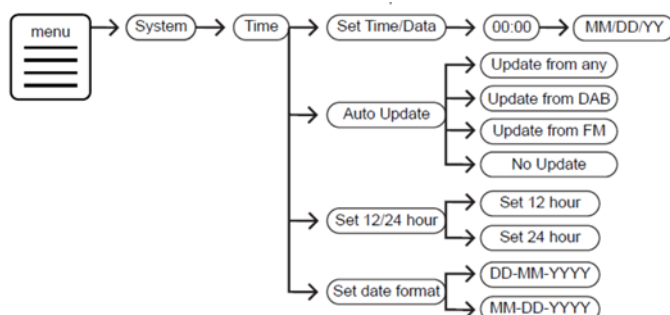 menu
System
Time
Set Time/Data
00:00
MM/DD/YY
Auto Update
Update from any
Update from DAB
Update from FM
No Update
Set 12/24 hour
Set 12 hour
Set 24 hour
Set date format
DD-MM-YYYY
MM-DD-YYYY